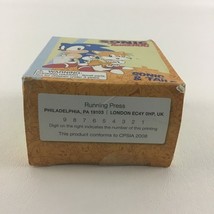 SONIC
SONIC
& TAILS
Running Press
PHILADELPHIA, PA 19103 | LONDON EC4Y 0HP, UK
9 8 7 6 5 4 3 2 1
Digit on the right indicates the number of this printing
This product conforms to CPSIA 2008